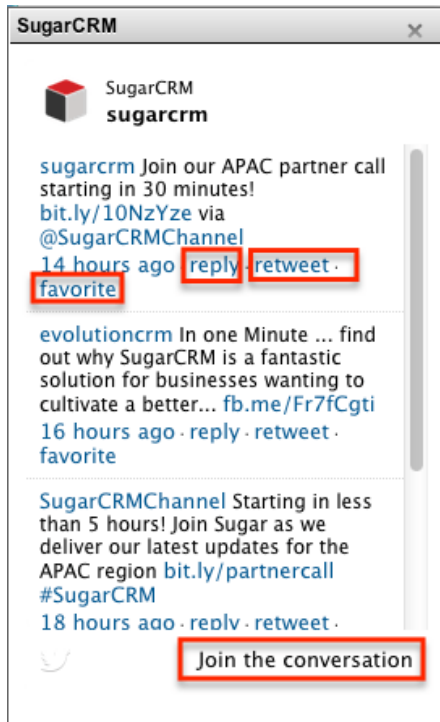 SugarCRM
SugarCRM
sugarcrm
sugarcrm Join our APAC partner call
starting in 30 minutes!
bit.ly/10NzYze via
@SugarCRMChannel
14 hours ago · reply · retweet ·
favorite
evolutioncrm In one Minute ... find
out why SugarCRM is a fantastic
solution for businesses wanting to
cultivate a better... fb.me/Fr7fCgti
16 hours ago · reply · retweet ·
favorite
SugarCRMChannel Starting in less
than 5 hours! Join Sugar as we
deliver our latest updates for the
APAC region bit.ly/partnercall
#SugarCRM
18 hours ago · reply · retweet ·
Join the conversation